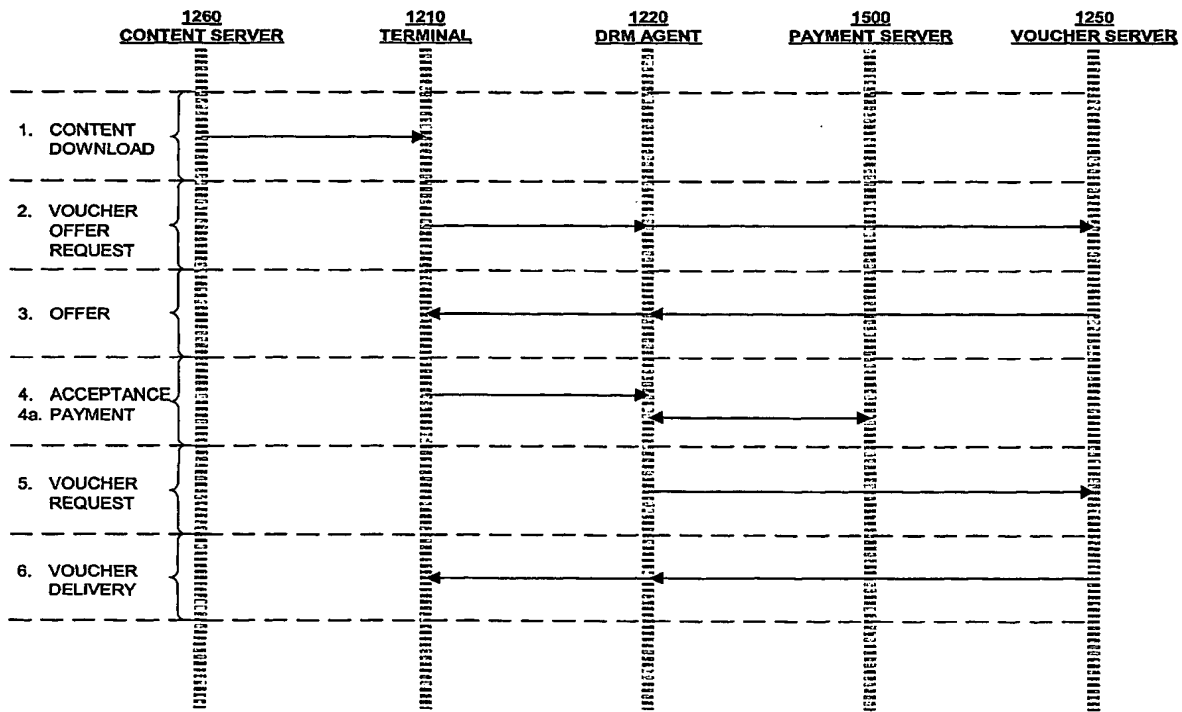 1260 1210 1220 1500 1250
CONTENT SERVER TERMINAL DRM AGENT PAYMENT SERVER VOUCHER SERVER
1. CONTENT
DOWNLOAD
2. VOUCHER
OFFER
REQUEST
3. OFFER
4. ACCEPTANCE
4a. PAYMENT
5. VOUCHER
REQUEST
6. VOUCHER
DELIVERY